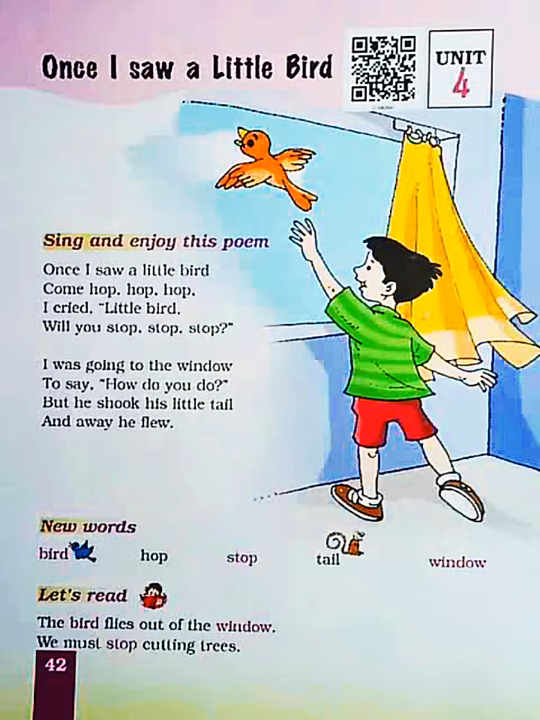 Once I saw a Little Bird
UNIT
4
Sing and enjoy this poem
Once I saw a little bird
Come hop, hop, hop,
I cried, "Little bird,
Will you stop, stop, stop?"
I was going to the window
To say, "How do you do?"
But he shook his little tail
And away he flew.
New words
bird hop stop tail window
Let's read
The bird flies out of the window.
We must stop cutting trees.
42